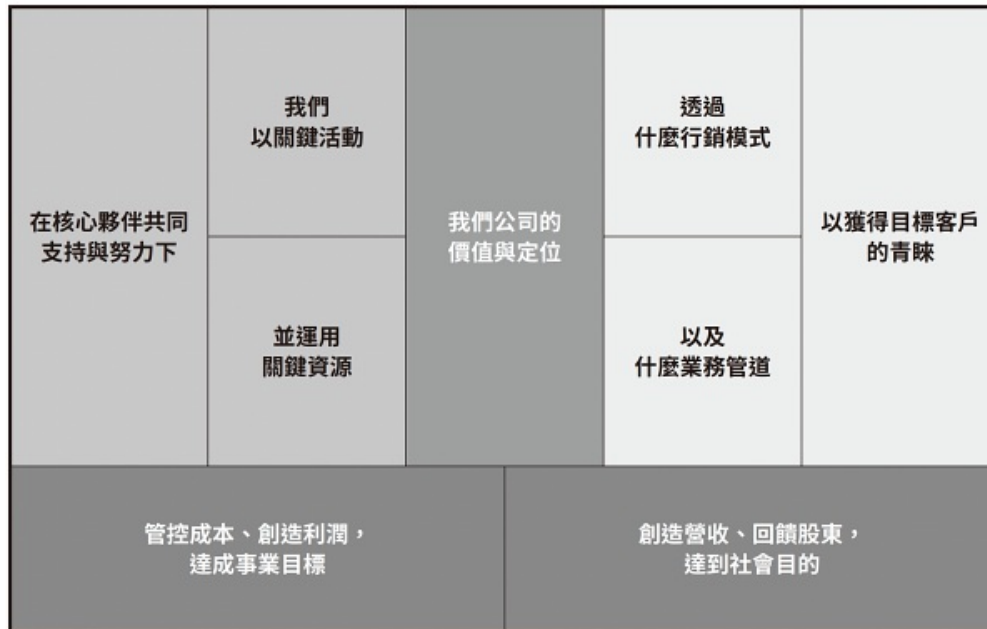 在核心夥伴共同
支持與努力下
我們
以關鍵活動
並運用
關鍵資源
我們公司的
價值與定位
透過
什麼行銷模式
以及
什麼業務管道
以獲得目標客戶
的青睞
管控成本、創造利潤，
達成事業目標
創造營收、回饋股東，
達到社會目的